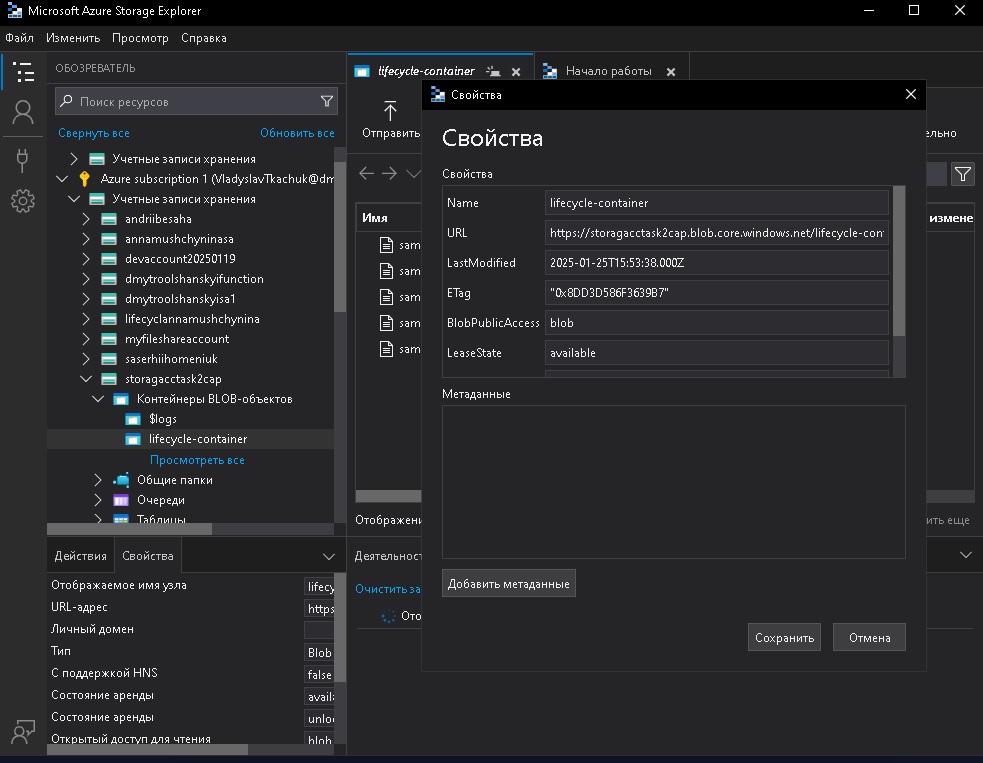 Microsoft Azure Storage Explorer
Файл Изменить Просмотр Справка
ОБОЗРЕВАТЕЛЬ
Поиск ресурсов
Свернуть все Обновить все
Учетные записи хранения
Azure subscription 1 (VladyslavTkachuk@dm
Учетные записи хранения
andriibesaha
annamushchyninasa
devaccount20250119
dmytroolshanskyifunction
dmytroolshanskyisa1
lifecyclannamushchynina
myfileshareaccount
saserhiihomeniuk
storagacctask2cap
Контейнеры BLOB-объектов
$logs
lifecycle-container
Просмотреть все
Общие папки
Очереди
Таблицы
Действия Свойства
Отображаемое имя узла lifecy
URL-адрес https
Личный домен
Тип Blob
С поддержкой HNS false
Состояние аренды avail
Состояние аренды unloc
Открытый доступ для чтения blob
lifecycle-container Начало работы
Отправить
ельно
Имя
измене
sam
sam
sam
sam
sam
Отображени
ить еще
Деятельност
Очистить за
Ото
Свойства
Свойства
Свойства
Name lifecycle-container
URL https://storagacctask2cap.blob.core.windows.net/lifecycle-con
LastModified 2025-01-25T15:53:38.000Z
ETag "0x8DD3D586F3639B7"
BlobPublicAccess blob
LeaseState available
Метаданные
Добавить метаданные
Сохранить Отмена